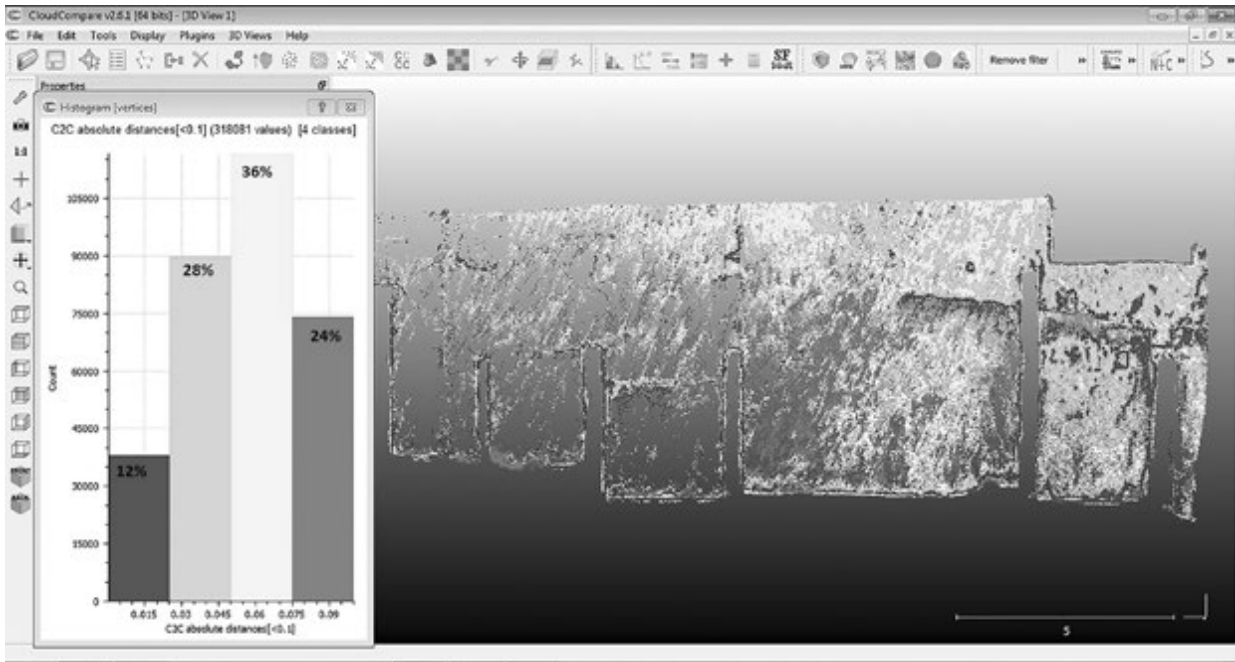 CloudCompare v2.6.1 [64 bits] - [3D View 1]
File Edit Tools Display Plugins 3D Views Help
SF
Remove filter
N+C
Properties
Histogram [vertices]
C2C absolute distances[<0.1] (318081 values) [4 classes]
1:1
36%
105000
90000
28%
75000
24%
Count
60000
45000
12%
30000
15000
0
0.015 0.03 0.045 0.06 0.075 0.09
C2C absolute distances[<0.1]
5